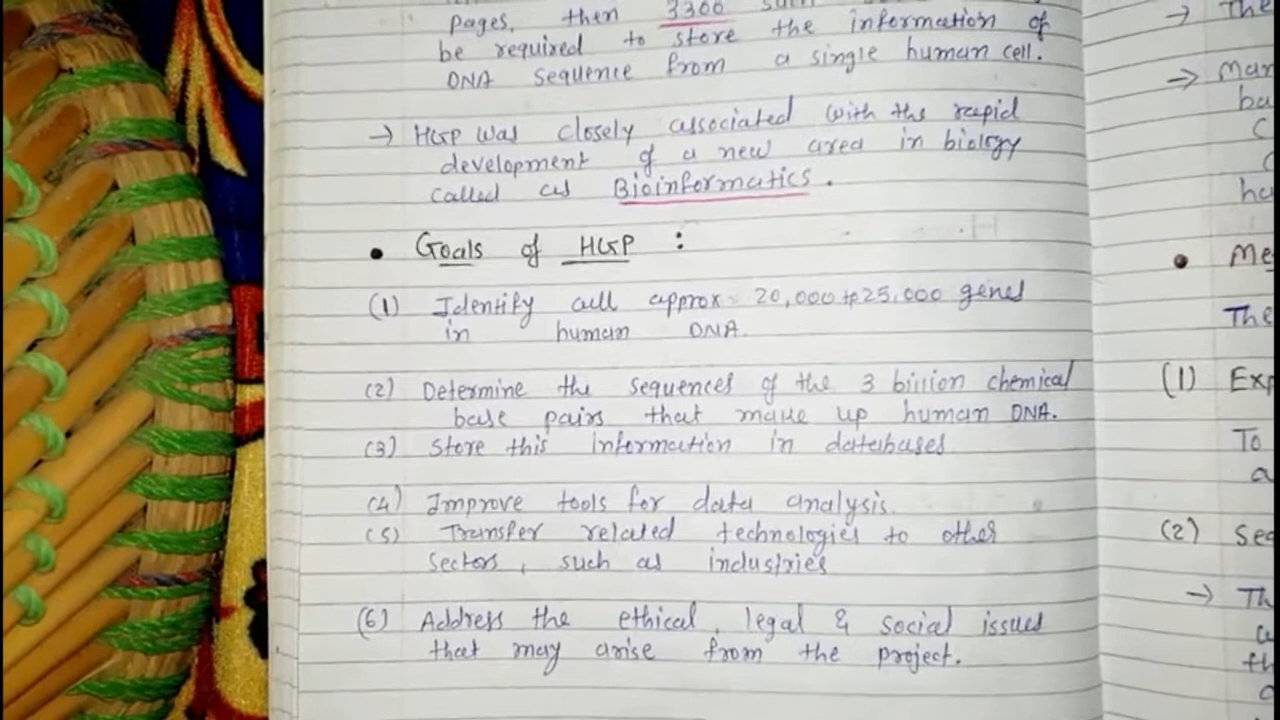 pages, then 3300 such
be required to store the information of
DNA sequence from a single human cell.
→ HGP was closely associated with the rapid
development of a new area in biology
called as Bioinformatics.
• Goals of HGP :
(1) Identify all approx 20,000 to 25,000 genes
in human DNA.
(2) Determine the sequences of the 3 billion chemical
base pairs that make up human DNA.
(3) Store this information in databases
(4) Improve tools for data analysis.
(5) Transfer related technologies to other
sectors, such as industries
(6) Address the ethical, legal & social issues
that may arise from the project.
→ The
→
ba
C
• Me
The
(1) Exp
To
a
(2) Seq
→ Th